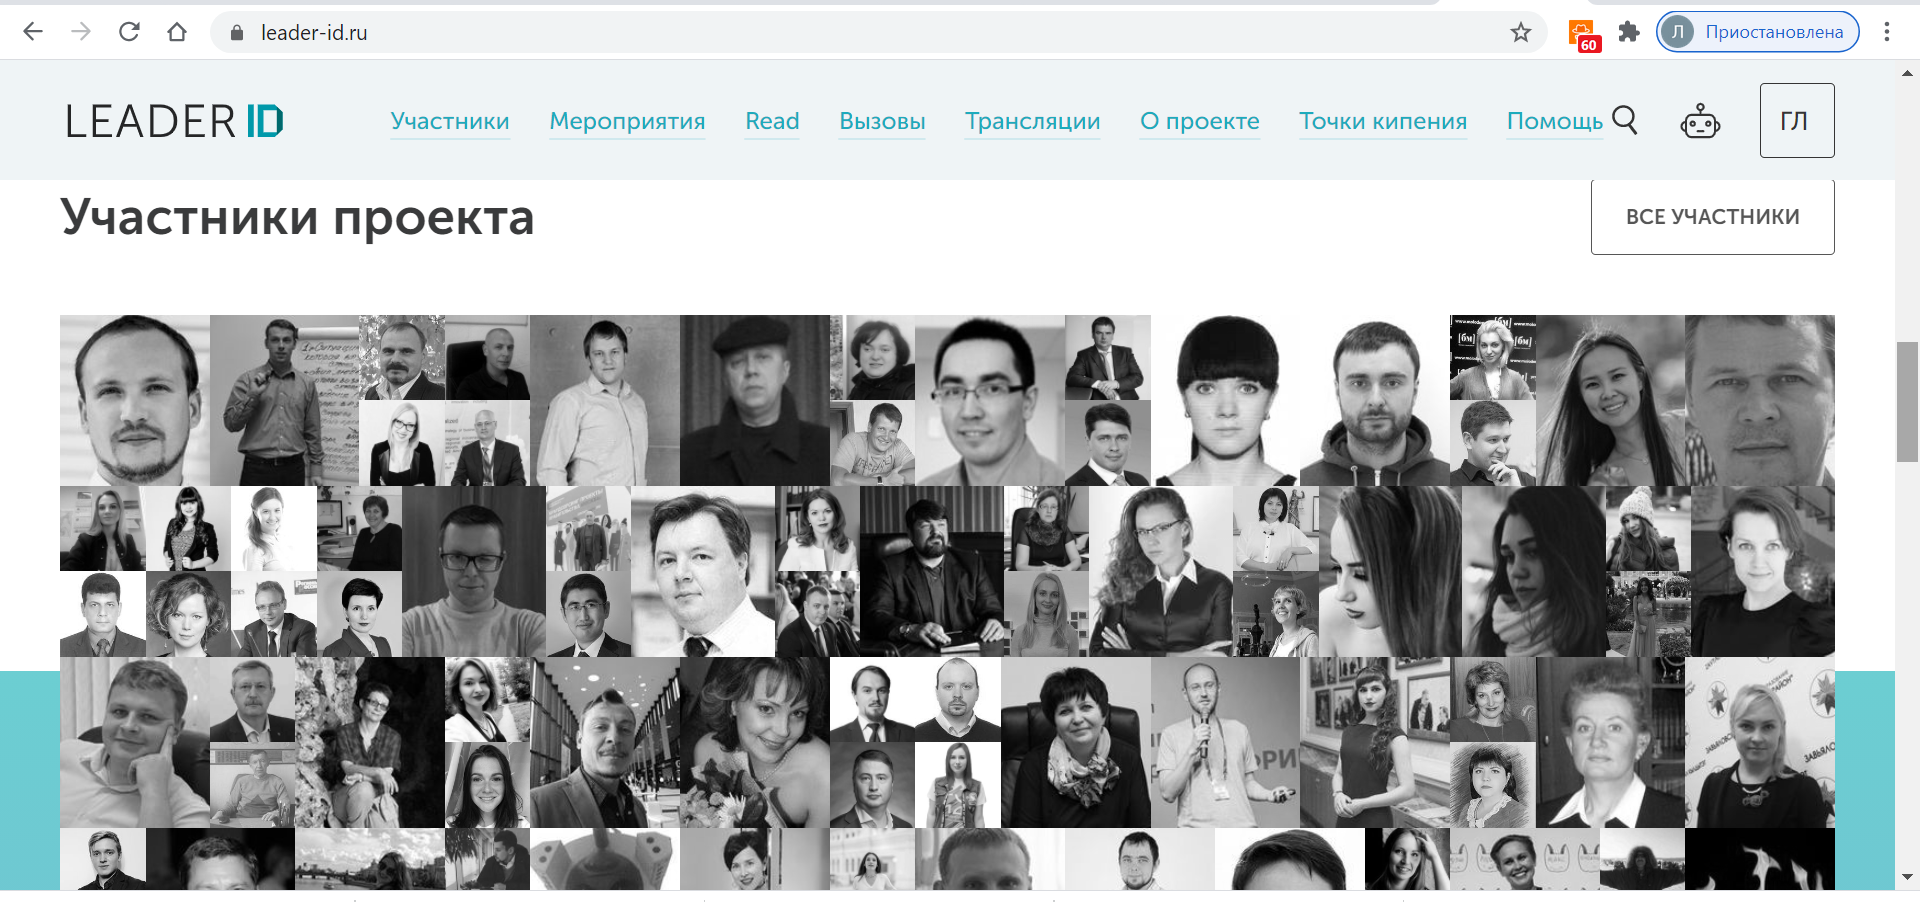 leader-id.ru
60
Л
Приостановлена
LEADER ID
Участники
Мероприятия
Read
Вызовы
Трансляции
О проекте
Точки кипения
Помощь
ГЛ
Участники проекта
ВСЕ УЧАСТНИКИ